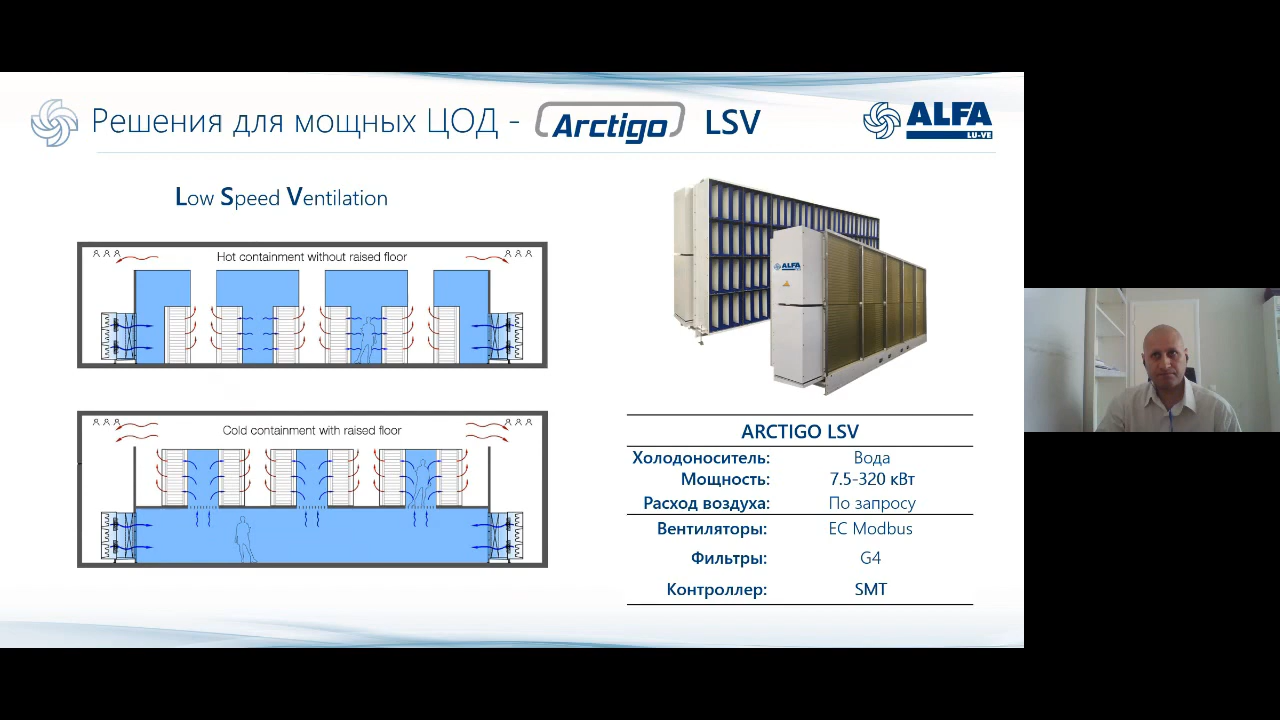 Решения для мощных ЦОД - Arctigo LSV
ALFA
LU-VE
Low Speed Ventilation
Hot containment without raised floor
Cold containment with raised floor
ALFA
ARCTIGO LSV
Холодоноситель: Вода
Мощность: 7.5-320 кВт
Расход воздуха: По запросу
Вентиляторы: EC Modbus
Фильтры: G4
Контроллер: SMT